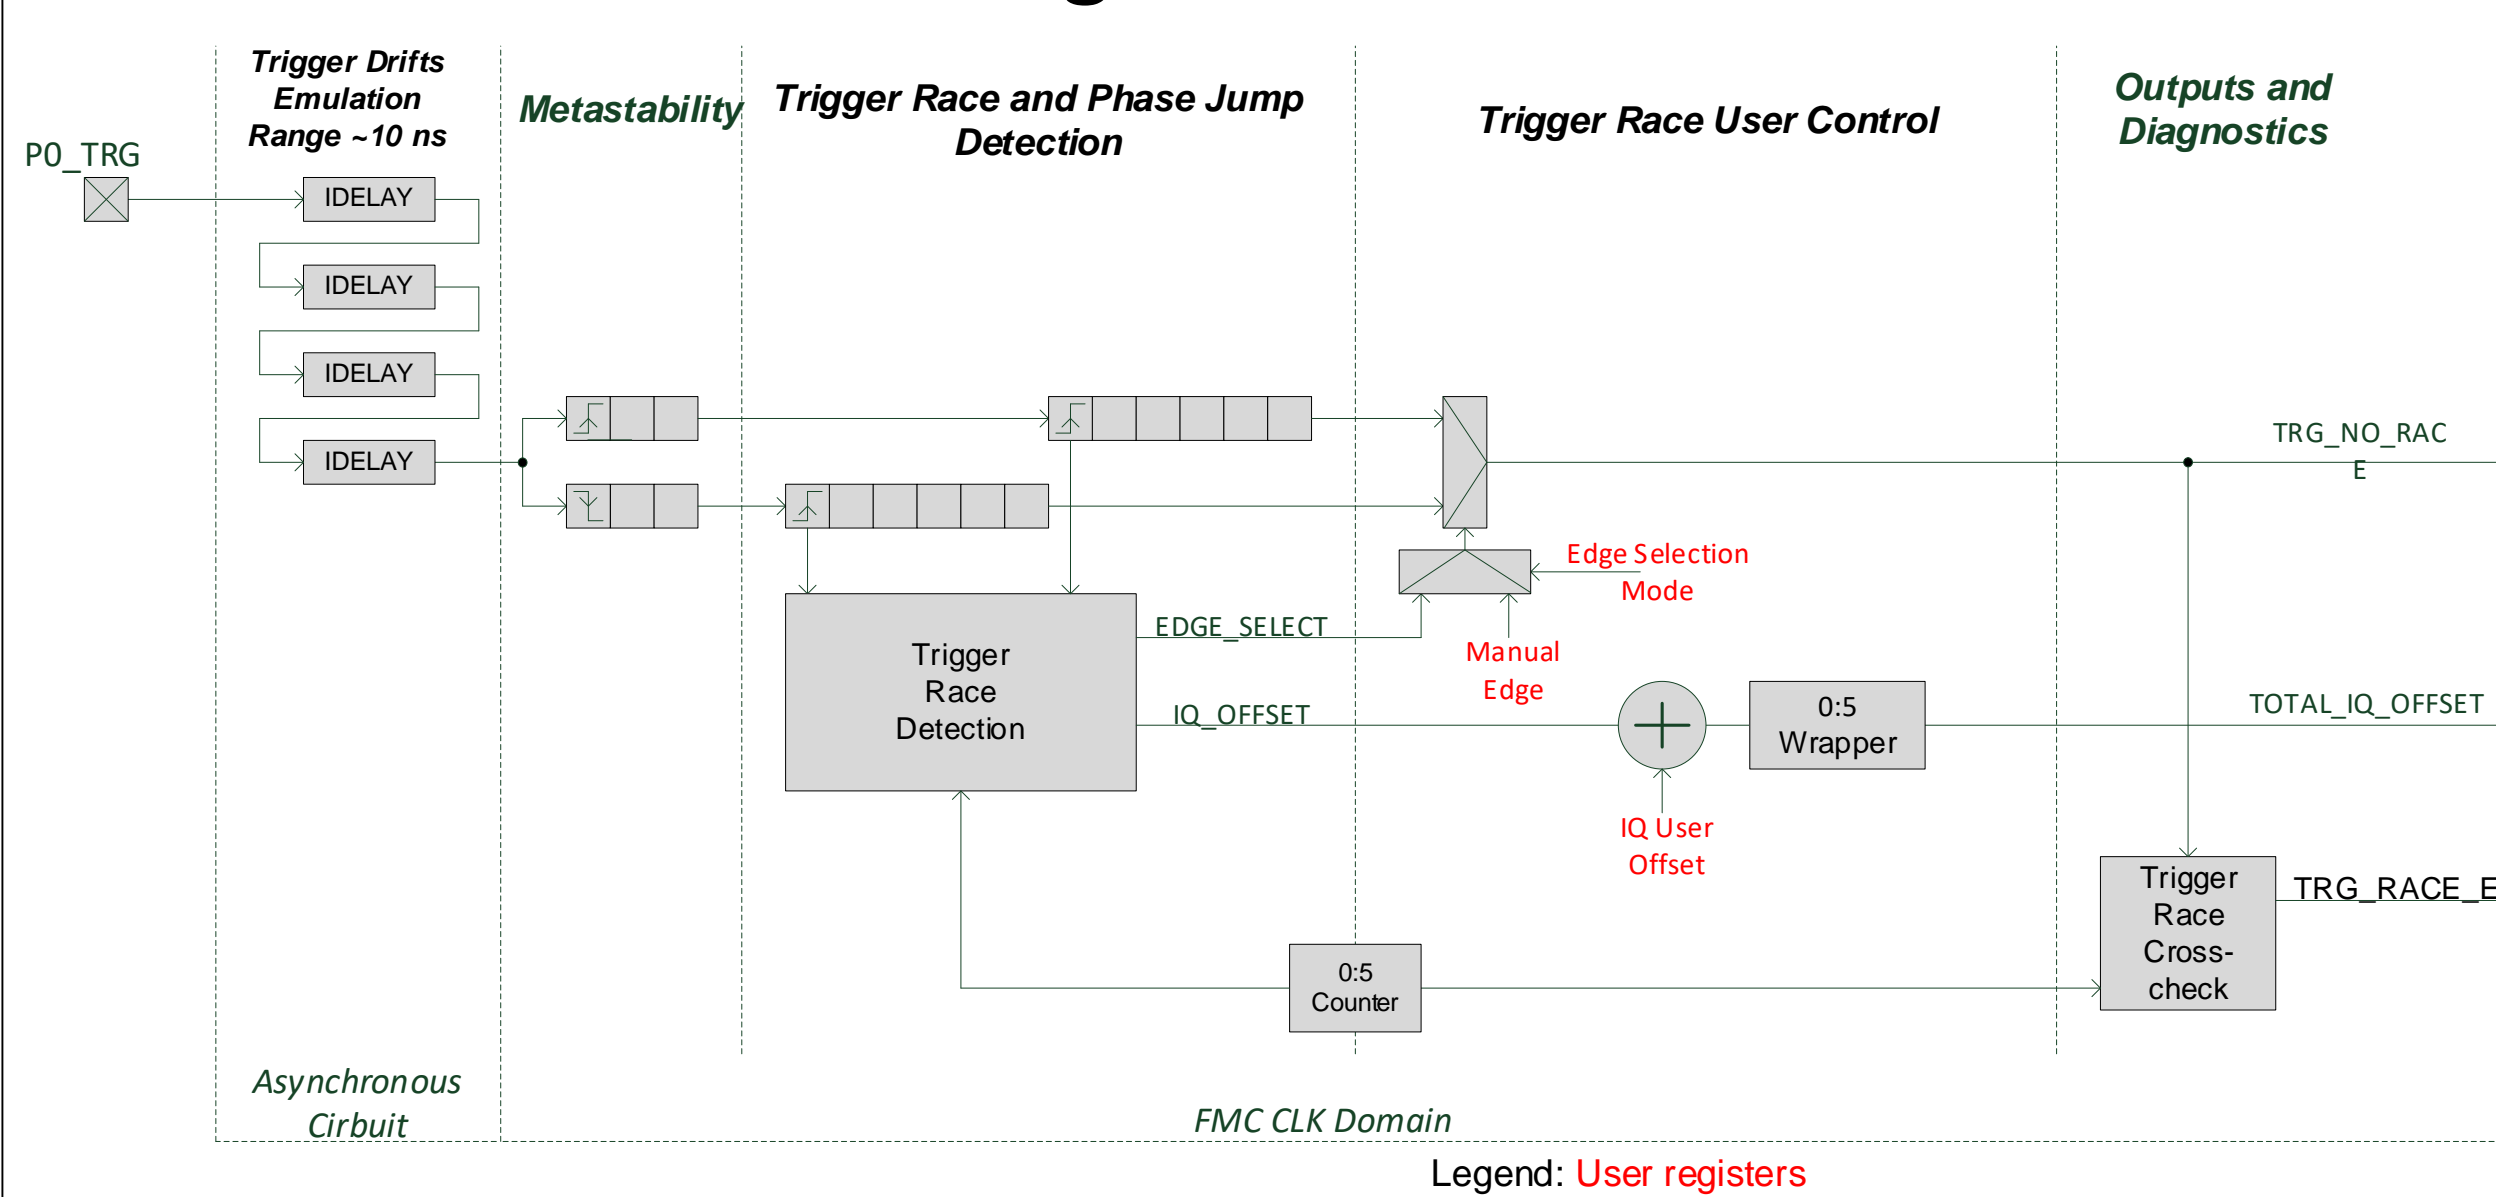 Trigger Drifts
Emulation
Range ~10 ns
Metastability
Trigger Race and Phase Jump
Detection
Trigger Race User Control
Outputs and
Diagnostics
P0_TRG
IDELAY
IDELAY
IDELAY
IDELAY
TRG_NO_RAC
E
Edge Selection
Mode
EDGE_SELECT
Manual
Edge
Trigger
Race
Detection
IQ_OFFSET
0:5
Wrapper
TOTAL_IQ_OFFSET
IQ User
Offset
Trigger
Race
Cross-
check
TRG_RACE_E
0:5
Counter
Asynchronous
Cirbuit
FMC CLK Domain
Legend: User registers